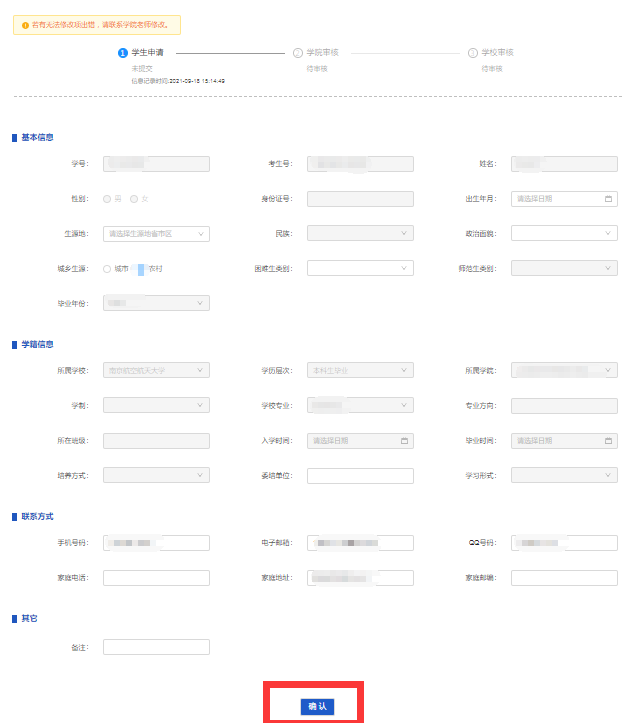 若有无法修改项出错，请联系学院老师修改。
1 学生申请 2 学院审核 3 学校审核
未提交 待审核 待审核
信息记录时间:2021-09-16 15:14:49
基本信息
学号： 考生号： 姓名：
性别： 男 女 身份证号： 出生年月： 请选择日期
生源地： 请选择生源地省市区 民族： 政治面貌：
城乡生源： 城市 农村 困难生类别： 师范生类别：
毕业年份：
学籍信息
所属学校： 南京航空航天大学 学历层次： 本科生毕业 所属学院：
学制： 学校专业： 专业方向：
所在班级： 入学时间： 请选择日期 毕业时间： 请选择日期
培养方式： 委培单位： 学习形式：
联系方式
手机号码： 电子邮箱： QQ号码：
家庭电话： 家庭地址： 家庭邮编：
其它
备注：
确 认